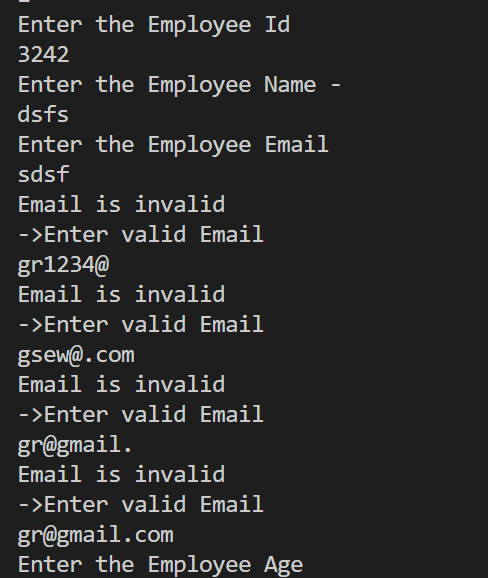 Enter the Employee Id
3242
Enter the Employee Name -
dsfs
Enter the Employee Email
sdsf
Email is invalid
->Enter valid Email
gr1234@
Email is invalid
->Enter valid Email
gsew@.com
Email is invalid
->Enter valid Email
gr@gmail.
Email is invalid
->Enter valid Email
gr@gmail.com
Enter the Employee Age